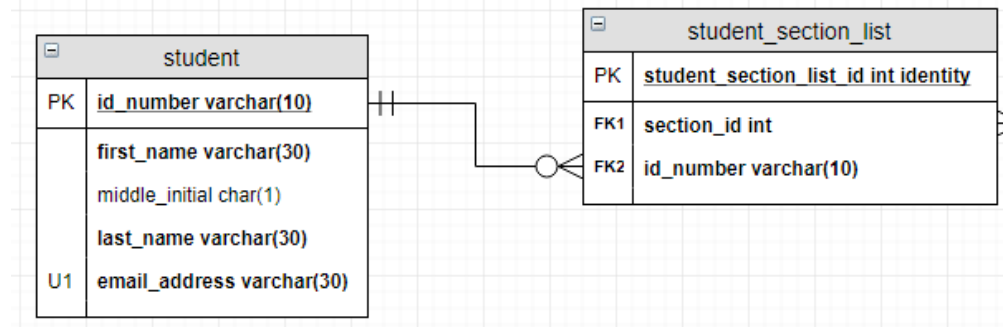 student
PK id_number varchar(10)
first_name varchar(30)
middle_initial char(1)
last_name varchar(30)
U1 email_address varchar(30)
student_section_list
PK student_section_list_id int identity
FK1 section_id int
FK2 id_number varchar(10)